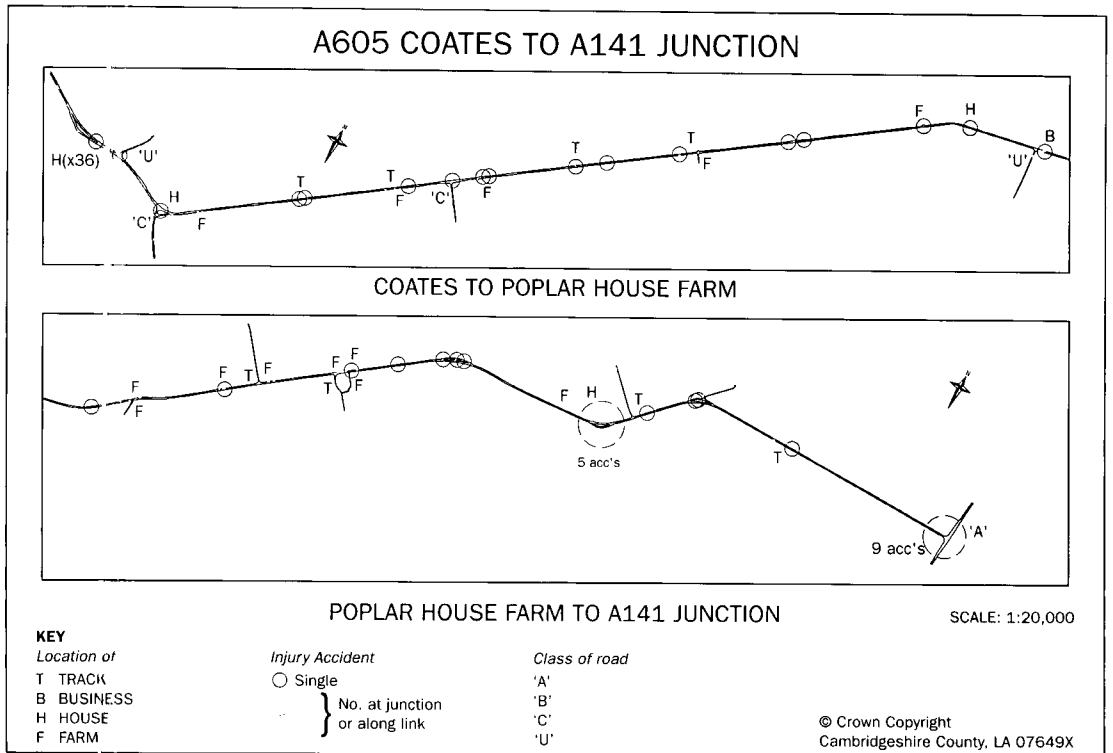 A605 COATES TO A141 JUNCTION
H(x36)
'U'
'C'
H
F
T
T
F
'C'
F
T
T
F
F
H
'U'
B
COATES TO POPLAR HOUSE FARM
F
F
F
T
F
F
T
F
F
H
T
5 acc's
T
9 acc's
'A'
POPLAR HOUSE FARM TO A141 JUNCTION
SCALE: 1:20,000
KEY
Location of
T TRACK
B BUSINESS
H HOUSE
F FARM
Injury Accident
Single
No. at junction
or along link
Class of road
'A'
'B'
'C'
'U'
© Crown Copyright
Cambridgeshire County, LA 07649X